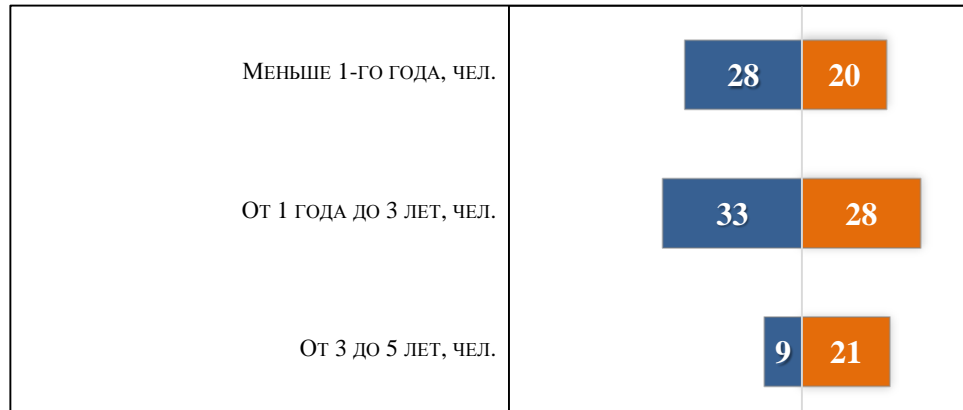 Меньше 1-го года, чел.
28 20
От 1 года до 3 лет, чел.
33 28
От 3 до 5 лет, чел.
9 21